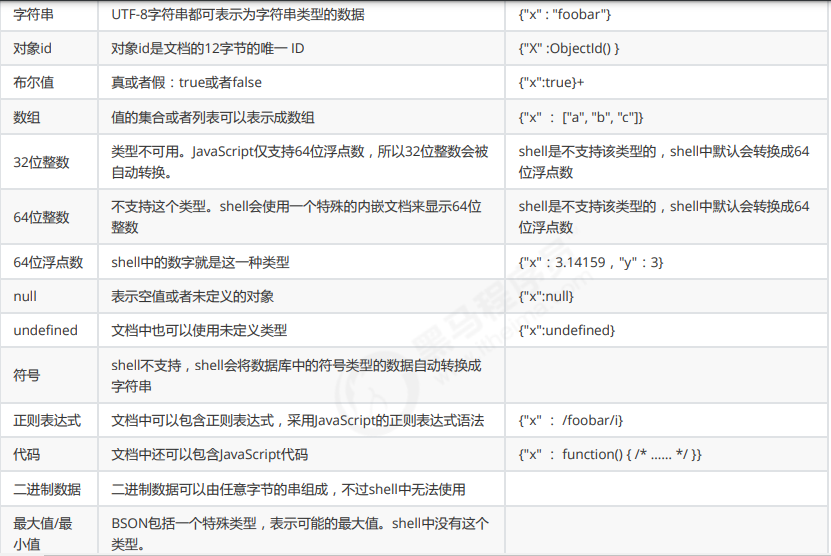 字符串 UTF-8字符串都可表示为字符串类型的数据 {"x" : "foobar"}
对象id 对象id是文档的12字节的唯一 ID {"X" :ObjectId() }
布尔值 真或者假：true或者false {"x":true}+
数组 值的集合或者列表可以表示成数组 {"x" ： ["a", "b", "c"]}
32位整数 类型不可用。JavaScript仅支持64位浮点数，所以32位整数会被
自动转换。 shell是不支持该类型的，shell中默认会转换成64
位浮点数
64位整数 不支持这个类型。shell会使用一个特殊的内嵌文档来显示64位
整数 shell是不支持该类型的，shell中默认会转换成64
位浮点数
64位浮点数 shell中的数字就是这一种类型 {"x"：3.14159，"y"：3}
null 表示空值或者未定义的对象 {"x":null}
undefined 文档中也可以使用未定义类型 {"x":undefined}
符号 shell不支持，shell会将数据库中的符号类型的数据自动转换成
字符串
正则表达式 文档中可以包含正则表达式，采用JavaScript的正则表达式语法 {"x" ： /foobar/i}
代码 文档中还可以包含JavaScript代码 {"x" ： function() { /* …… */ }}
二进制数据 二进制数据可以由任意字节的串组成，不过shell中无法使用
最大值/最
小值 BSON包括一个特殊类型，表示可能的最大值。shell中没有这个
类型。
黑马程序员